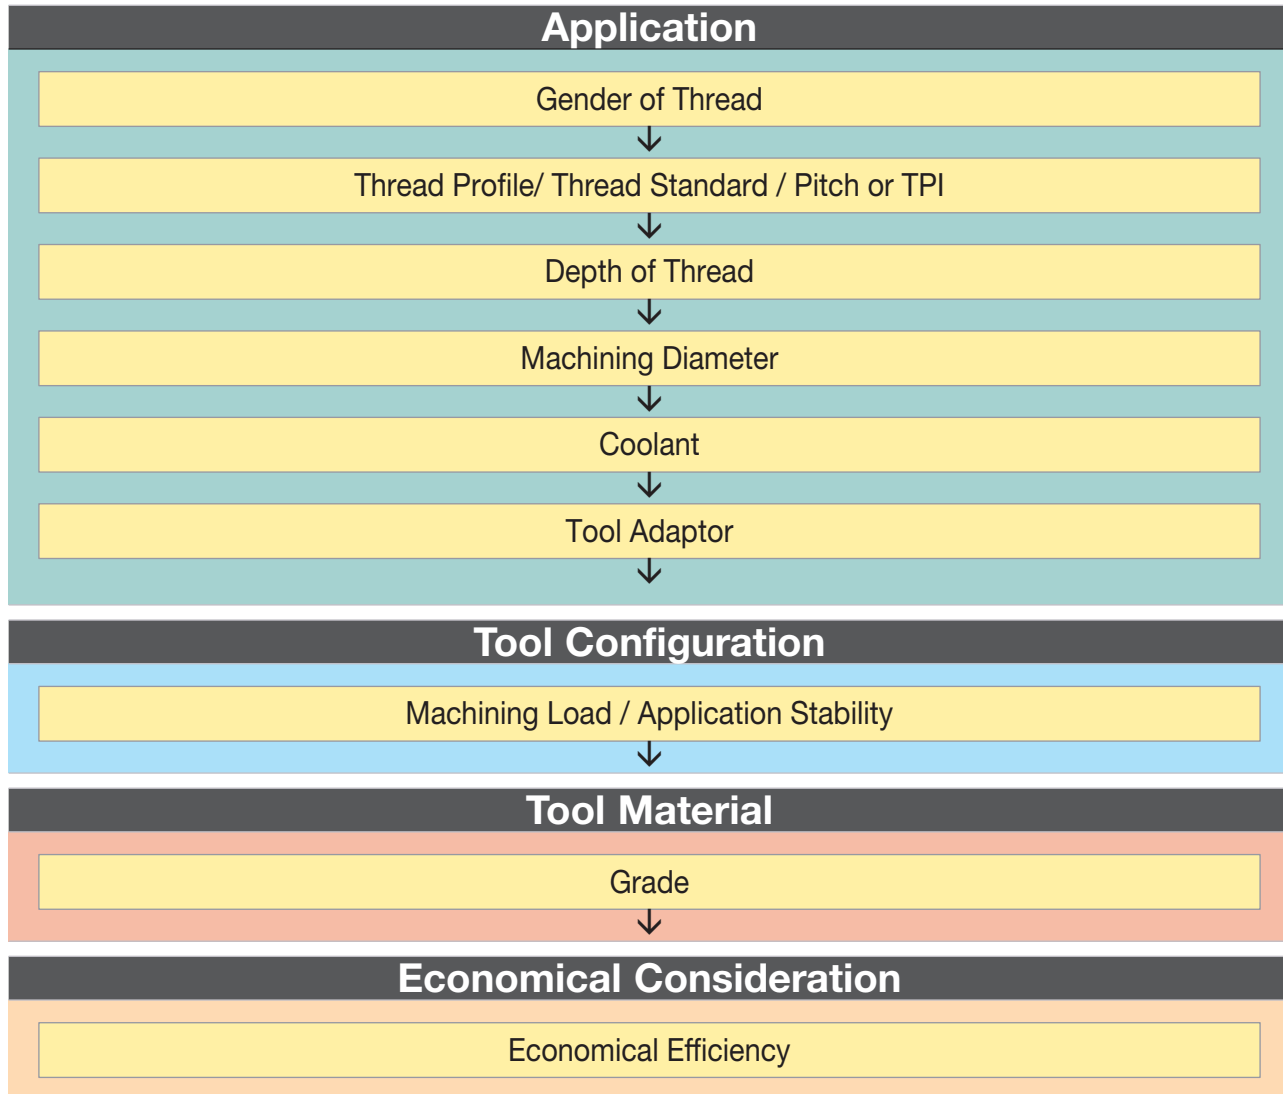 Application
Gender of Thread
Thread Profile/ Thread Standard / Pitch or TPI
Depth of Thread
Machining Diameter
Coolant
Tool Adaptor
Tool Configuration
Machining Load / Application Stability
Tool Material
Grade
Economical Consideration
Economical Efficiency